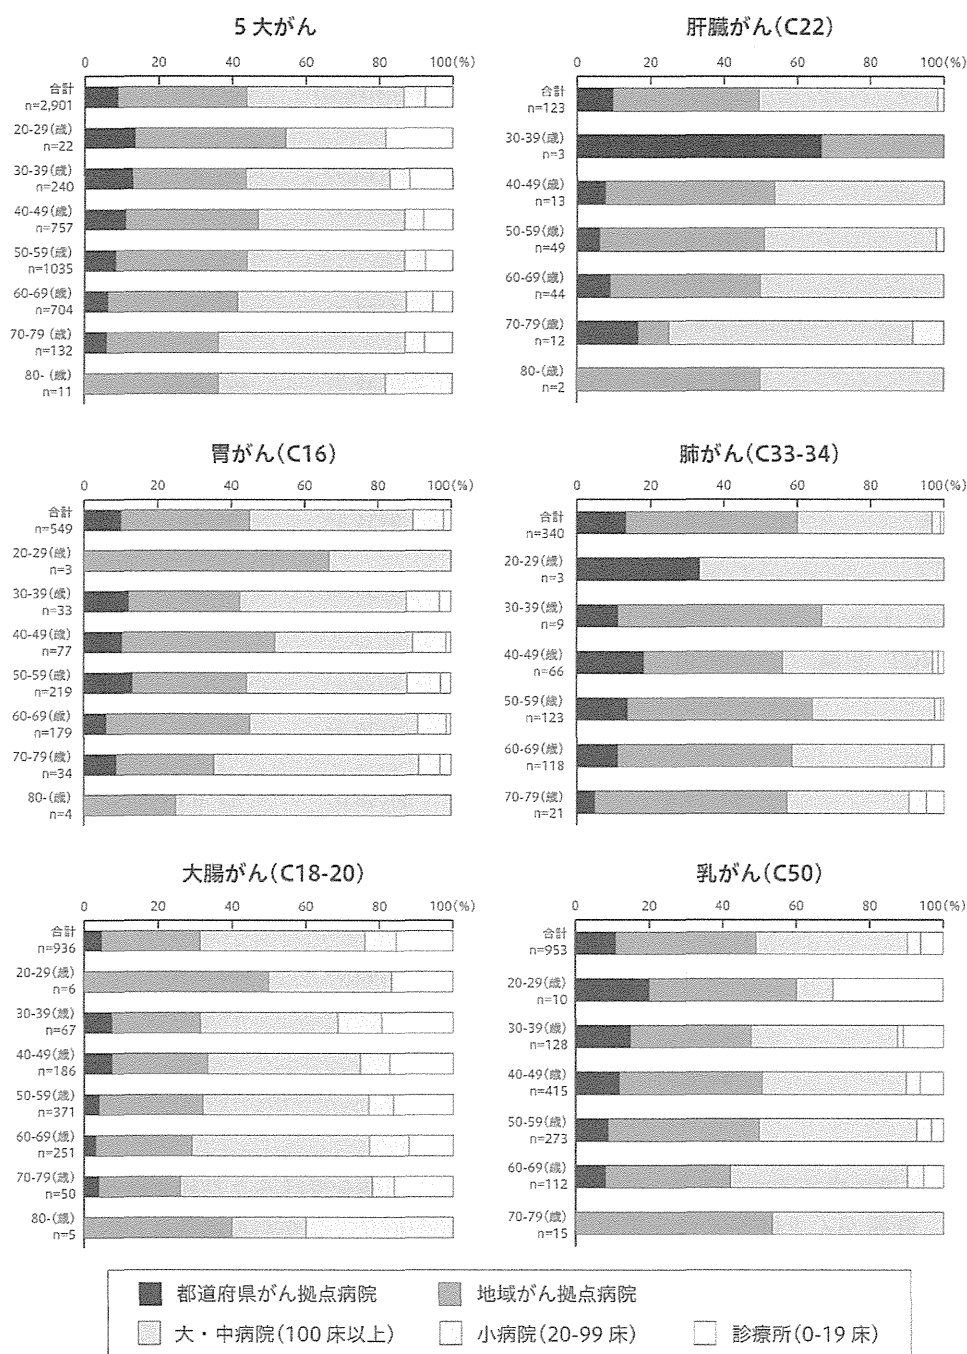 5 大がん
0 20 40 60 80 100(%)
合計
n=2,901
20-29(歳)
n=22
30-39(歳)
n=240
40-49(歳)
n=757
50-59(歳)
n=1035
60-69(歳)
n=704
70-79 (歳)
n=132
80- (歳)
n=11
肝臓がん(C22)
0 20 40 60 80 100(%)
合計
n=123
30-39(歳)
n=3
40-49(歳)
n=13
50-59(歳)
n=49
60-69(歳)
n=44
70-79(歳)
n=12
80-(歳)
n=2
胃がん(C16)
0 20 40 60 80 100(%)
合計
n=549
20-29(歳)
n=3
30-39(歳)
n=33
40-49(歳)
n=77
50-59(歳)
n=219
60-69(歳)
n=179
70-79(歳)
n=34
80-(歳)
n=4
肺がん(C33-34)
0 20 40 60 80 100(%)
合計
n=340
20-29(歳)
n=3
30-39(歳)
n=9
40-49(歳)
n=66
50-59(歳)
n=123
60-69(歳)
n=118
70-79(歳)
n=21
大腸がん(C18-20)
0 20 40 60 80 100(%)
合計
n=936
20-29(歳)
n=6
30-39(歳)
n=67
40-49(歳)
n=186
50-59(歳)
n=371
60-69(歳)
n=251
70-79(歳)
n=50
80-(歳)
n=5
乳がん(C50)
0 20 40 60 80 100(%)
合計
n=953
20-29(歳)
n=10
30-39(歳)
n=128
40-49(歳)
n=415
50-59(歳)
n=273
60-69(歳)
n=112
70-79(歳)
n=15
都道府県がん拠点病院 地域がん拠点病院
大・中病院(100 床以上) 小病院(20-99 床) 診療所(0-19 床)